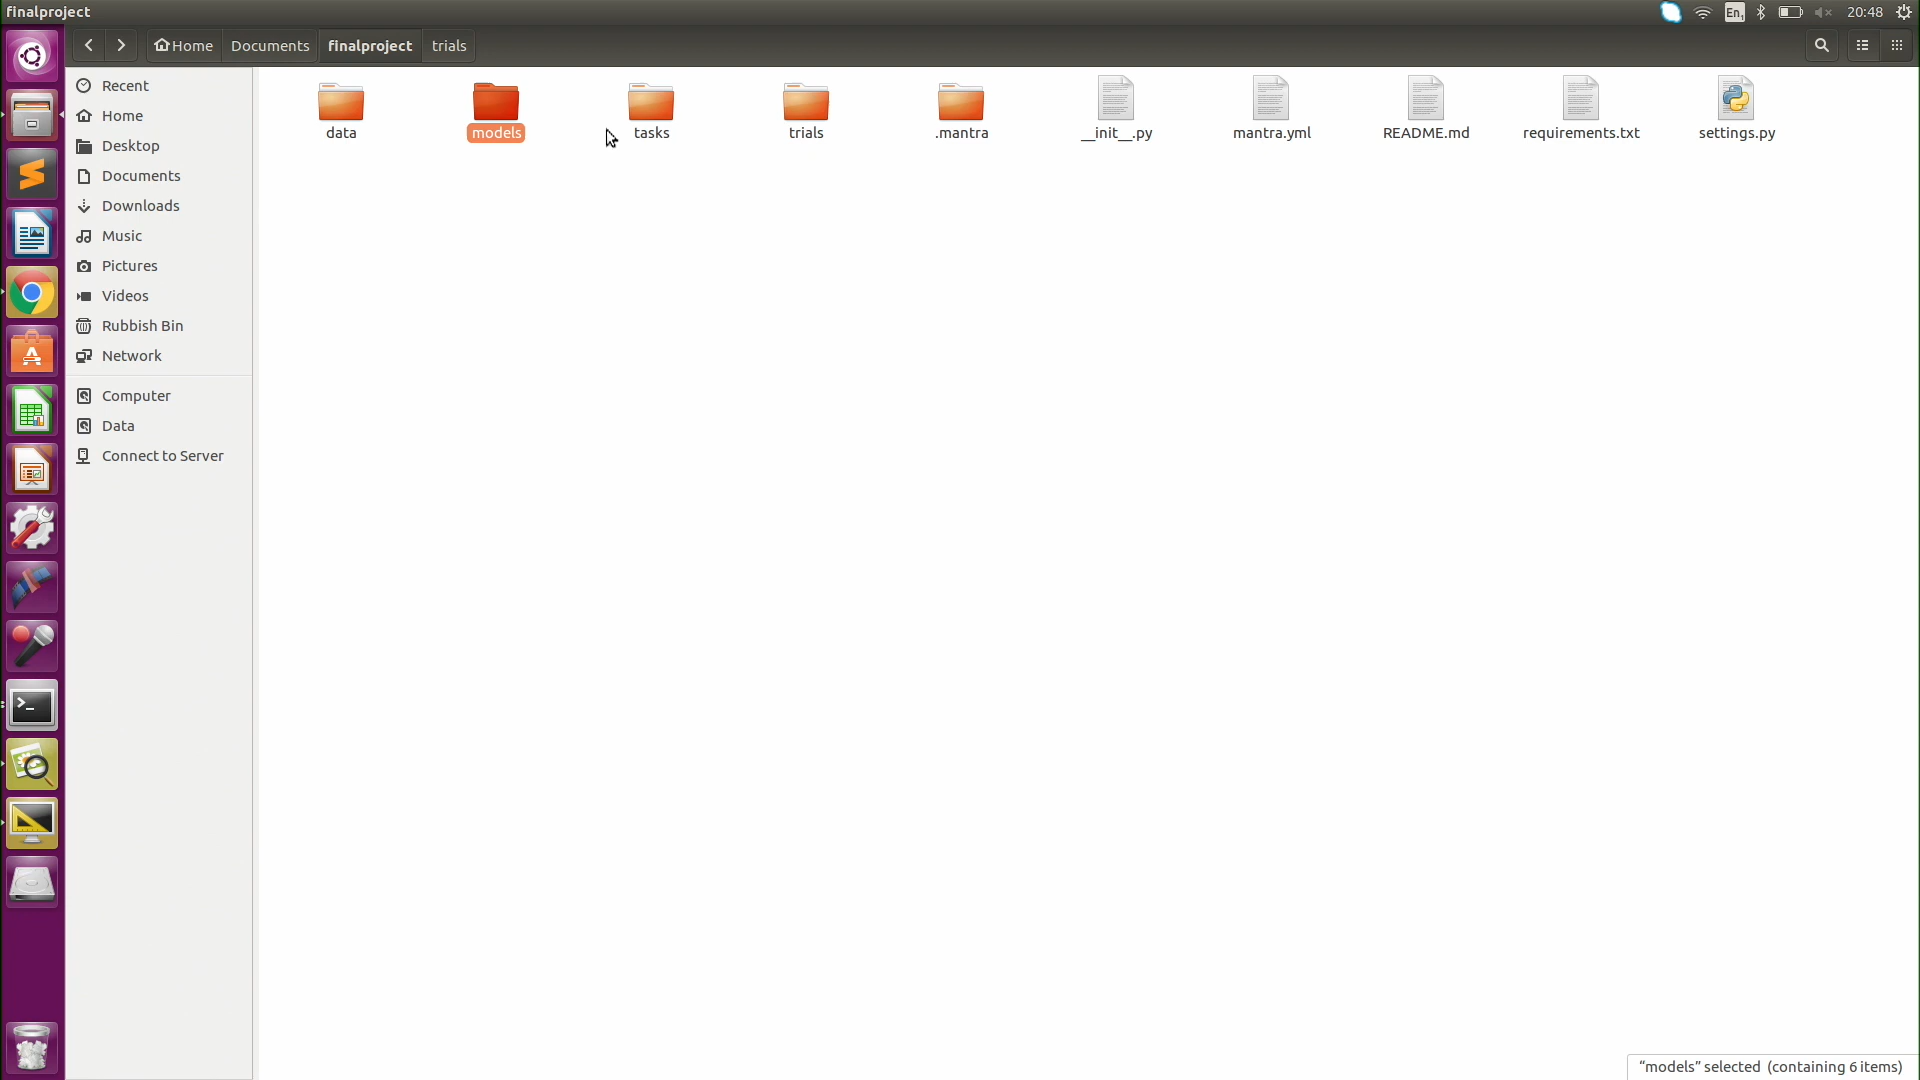 finalproject
En1
20:48
Home
Documents
finalproject
trials
Recent
Home
Desktop
Documents
Downloads
Music
Pictures
Videos
Rubbish Bin
Network
Computer
Data
Connect to Server
data
models
tasks
trials
.mantra
__init__.py
mantra.yml
README.md
requirements.txt
settings.py
“models” selected (containing 6 items)